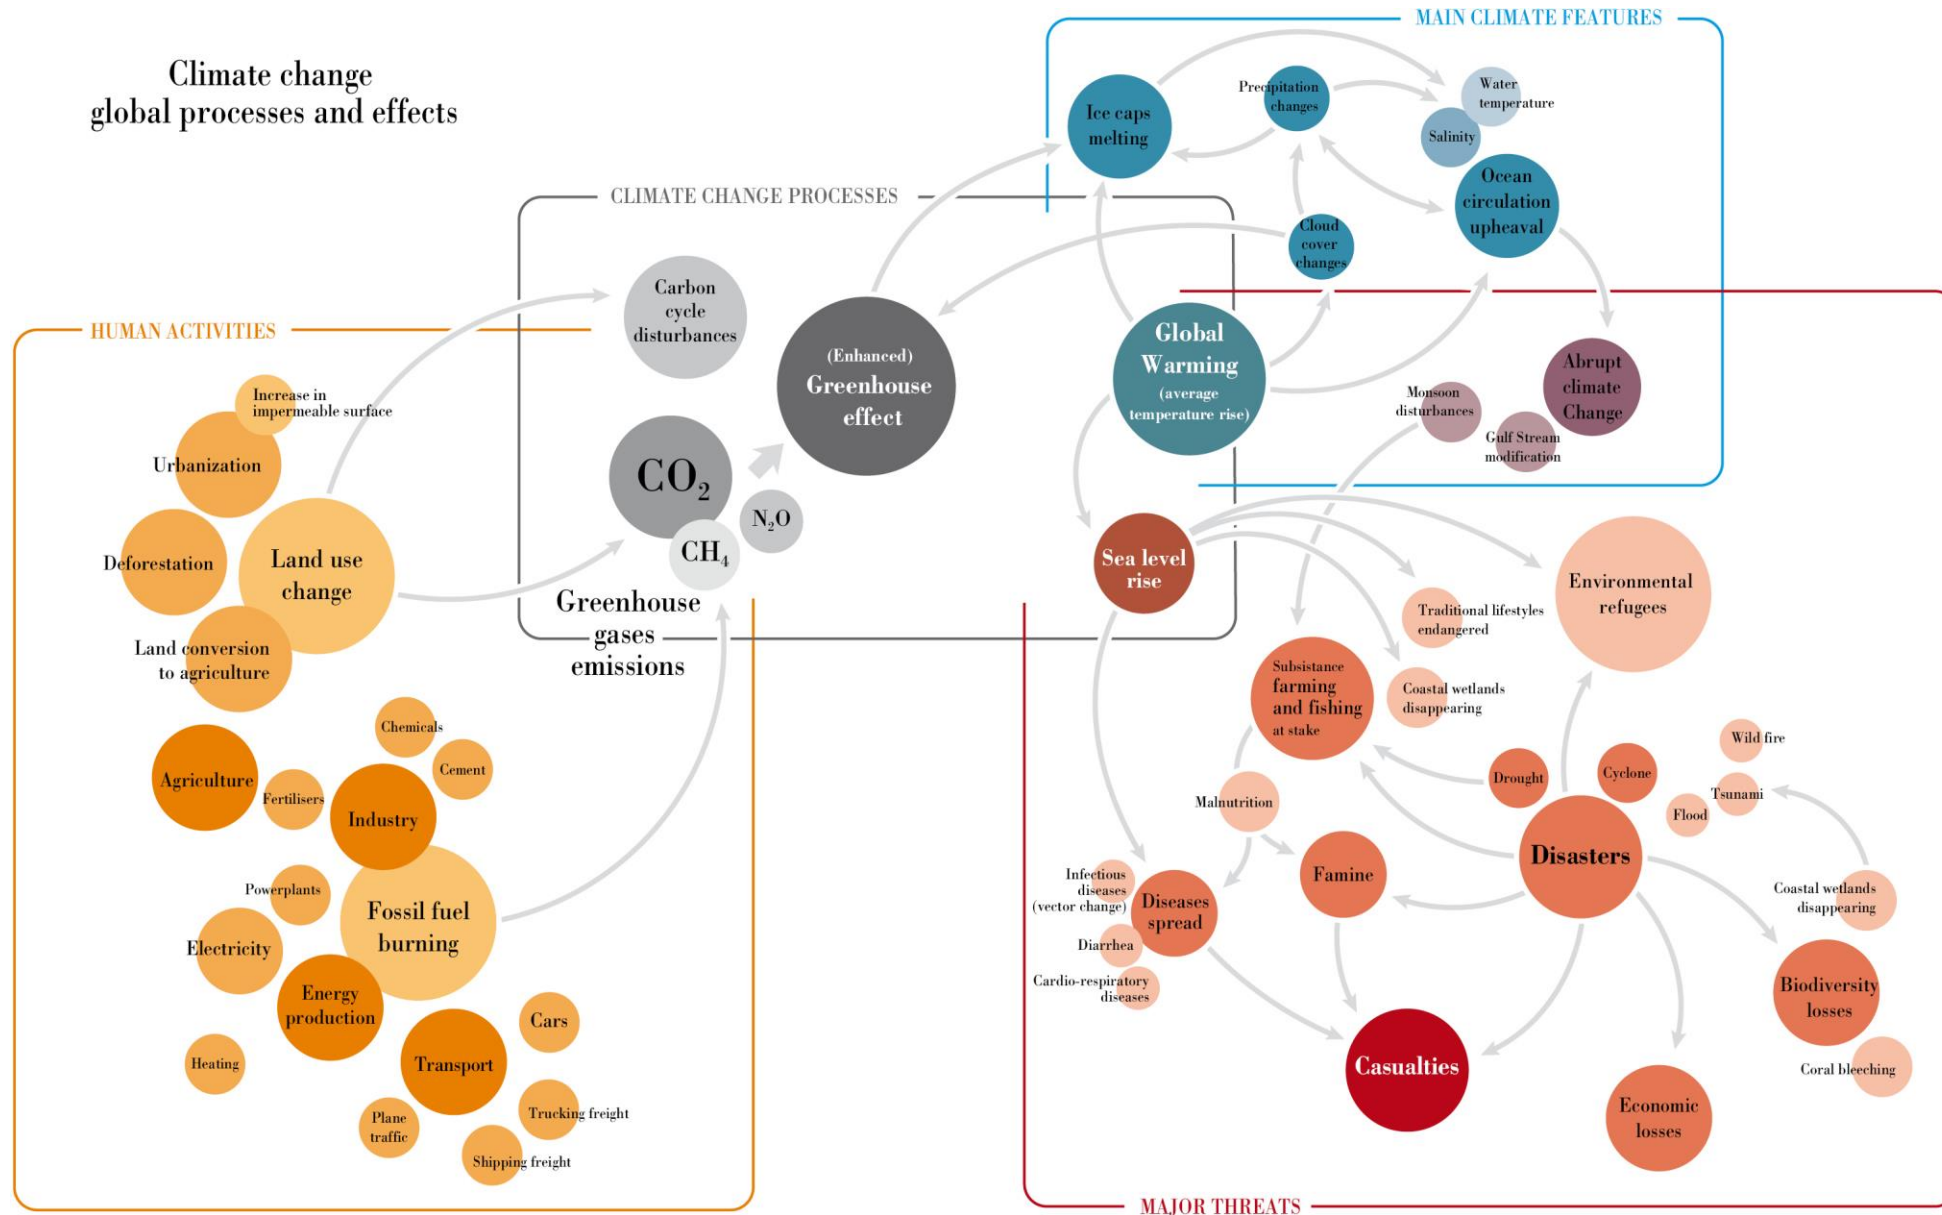 Climate change
global processes and effects
MAIN CLIMATE FEATURES
Ice caps
melting
Precipitation
changes
Water
temperature
Salinity
Ocean
circulation
upheaval
Cloud
cover
changes
CLIMATE CHANGE PROCESSES
Carbon
cycle
disturbances
(Enhanced)
Greenhouse
effect
Global
Warming
(average
temperature rise)
Abrupt
climate
Change
Monsoon
disturbances
Gulf Stream
modification
CO₂
CH₄
N₂O
Greenhouse
gases
emissions
HUMAN ACTIVITIES
Increase in
impermeable surface
Urbanization
Deforestation
Land use
change
Land conversion
to agriculture
Chemicals
Cement
Agriculture
Fertilisers
Industry
Powerplants
Fossil fuel
burning
Electricity
Energy
production
Cars
Heating
Transport
Plane
traffic
Trucking freight
Shipping freight
Sea level
rise
Environmental
refugees
Traditional lifestyles
endangered
Subsistance
farming
and fishing
at stake
Coastal wetlands
disappearing
Wild fire
Drought
Cyclone
Tsunami
Flood
Malnutrition
Disasters
Famine
Infectious
diseases
(vector change)
Diseases
spread
Diarrhea
Cardio-respiratory
diseases
Coastal wetlands
disappearing
Biodiversity
losses
Coral bleeching
Casualties
Economic
losses
MAJOR THREATS